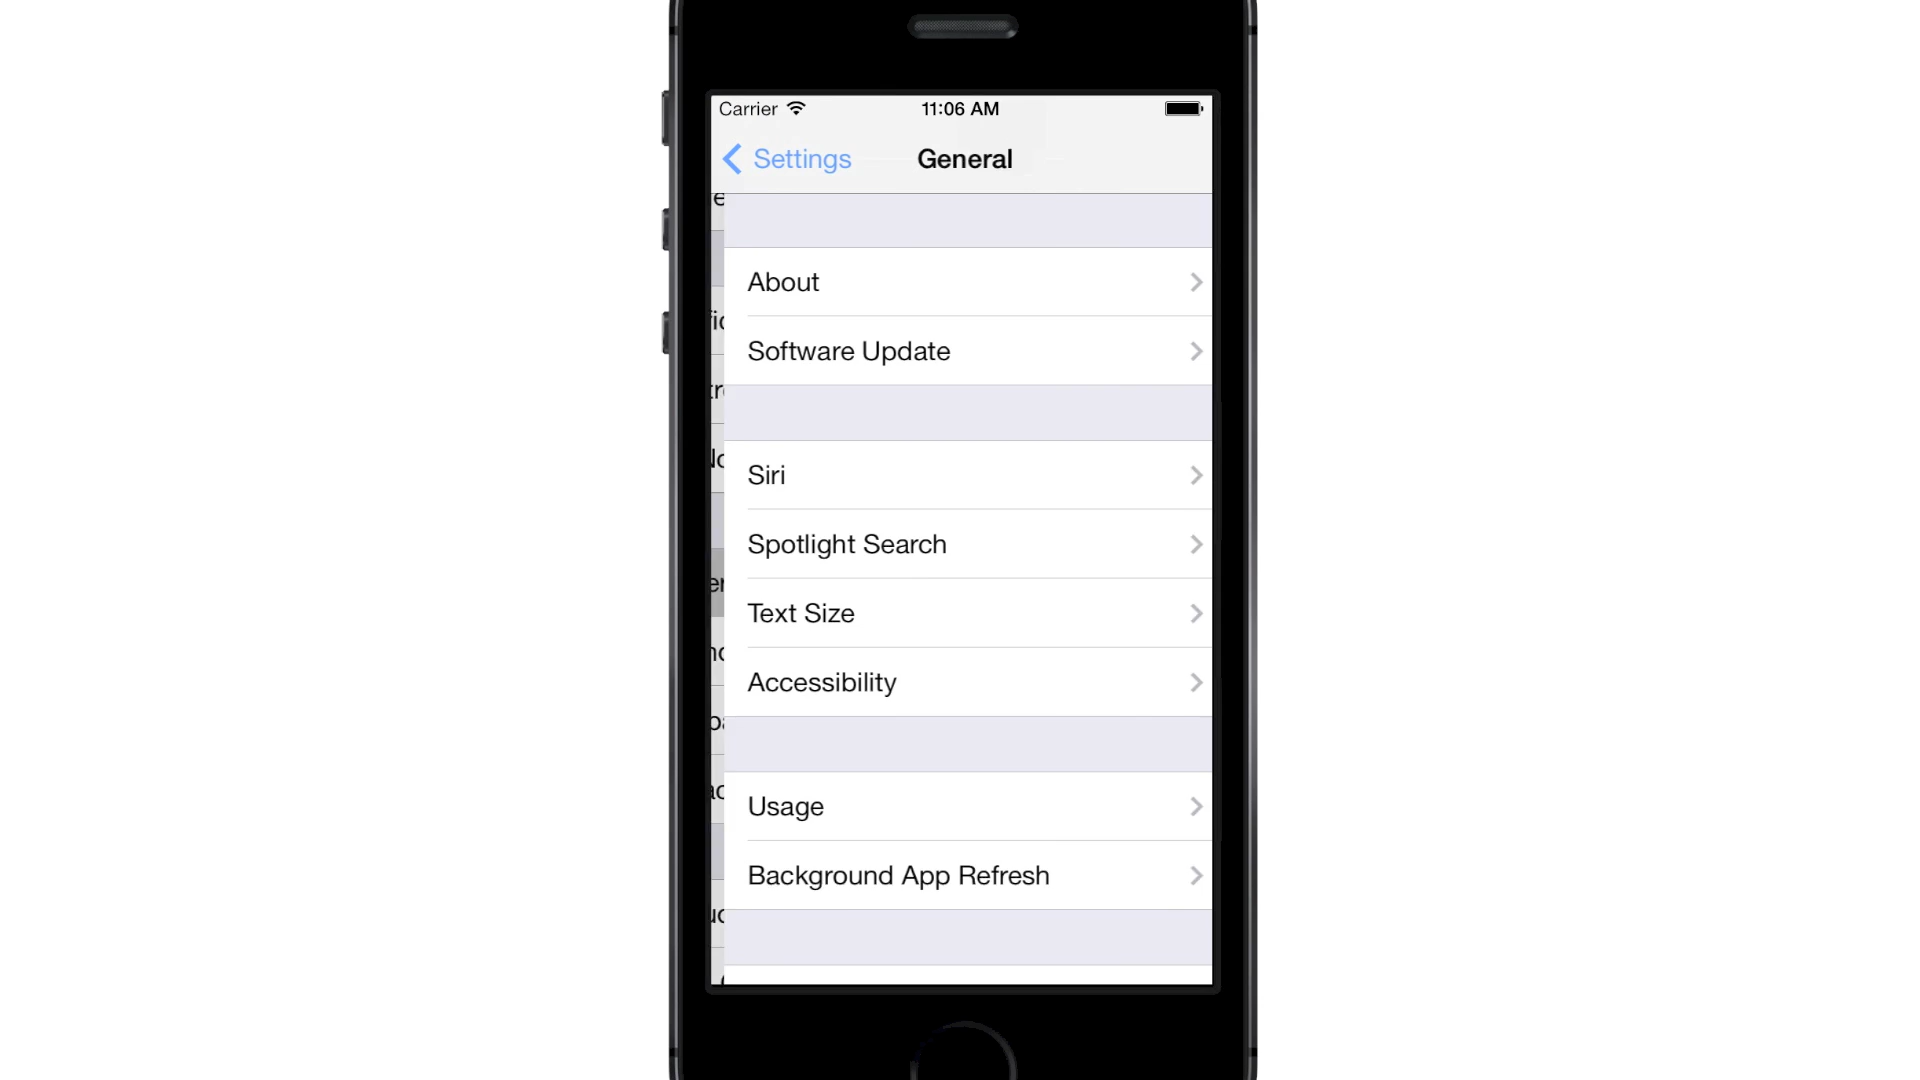 Carrier 11:06 AM
Settings General
About
Software Update
Siri
Spotlight Search
Text Size
Accessibility
Usage
Background App Refresh